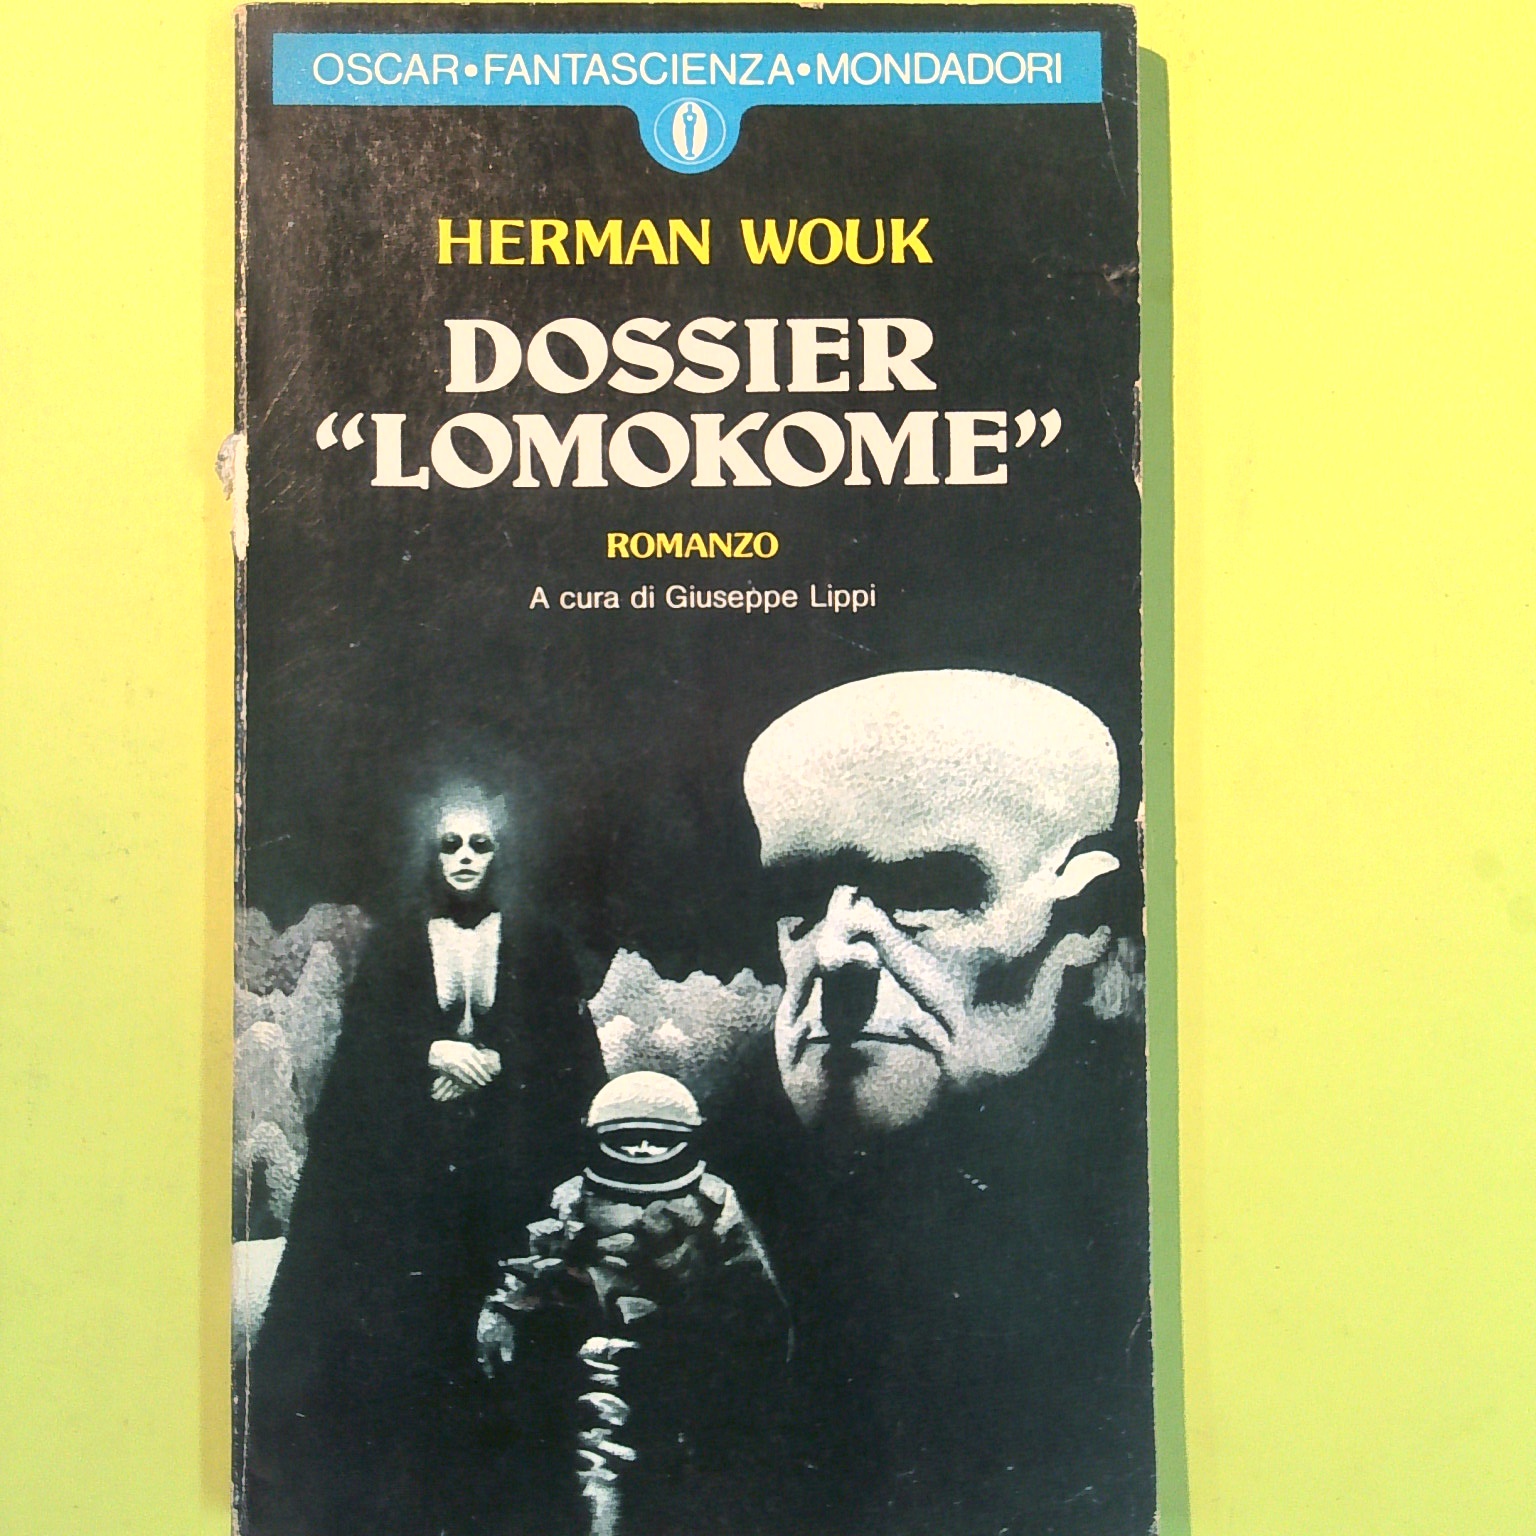 OSCAR•FANTASCIENZA•MONDADORI
HERMAN WOUK
DOSSIER
“LOMOKOME”
ROMANZO
A cura di Giuseppe Lippi